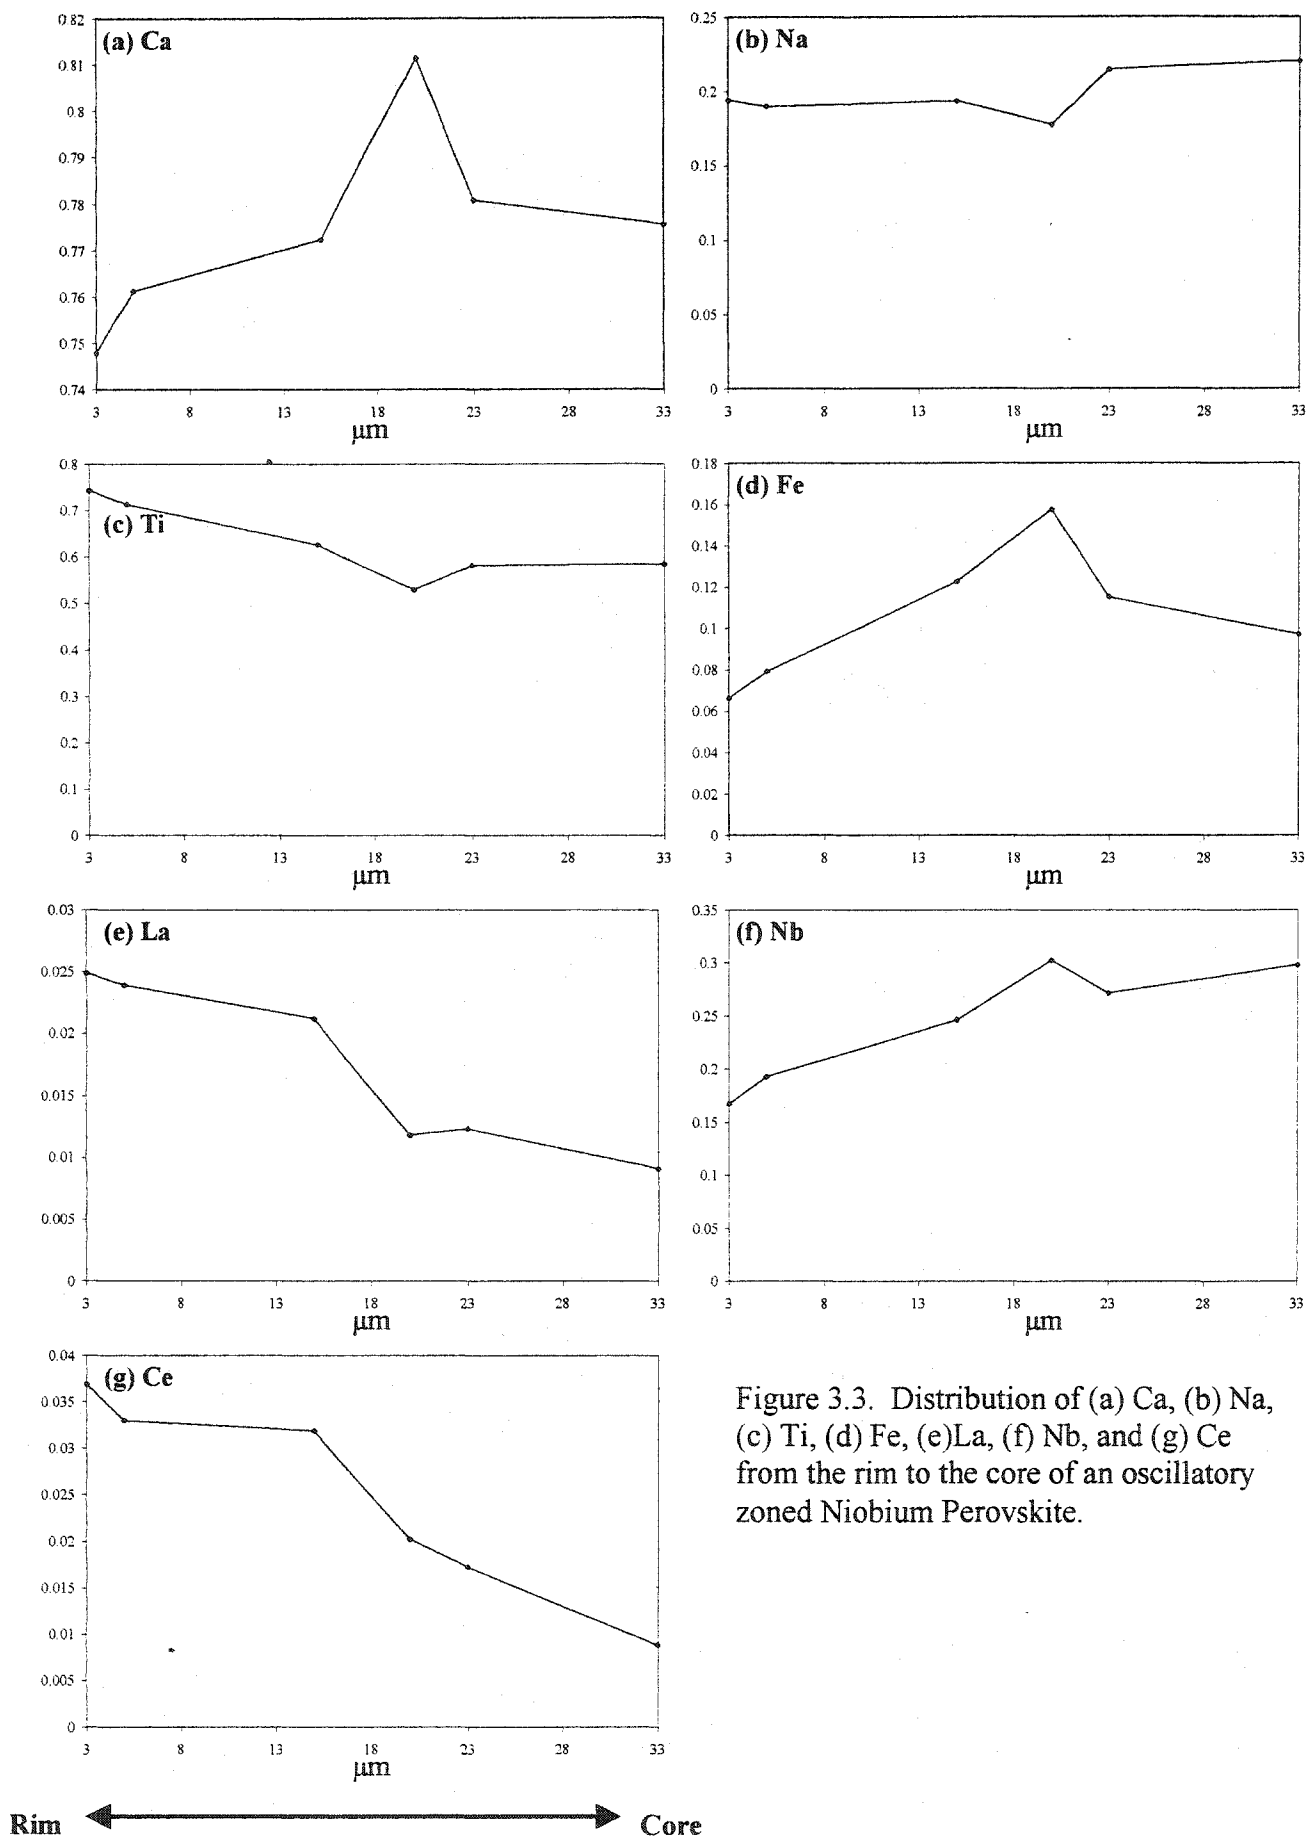 (a) Ca
0.82
0.81
0.8
0.79
0.78
0.77
0.76
0.75
0.74
3 8 13 18 23 28 33
μm
(b) Na
0.25
0.2
0.15
0.1
0.05
0
3 8 13 18 23 28 33
μm
(c) Ti
0.8
0.7
0.6
0.5
0.4
0.3
0.2
0.1
0
3 8 13 18 23 28 33
μm
(d) Fe
0.18
0.16
0.14
0.12
0.1
0.08
0.06
0.04
0.02
0
3 8 13 18 23 28 33
μm
(e) La
0.03
0.025
0.02
0.015
0.01
0.005
0
3 8 13 18 23 28 33
μm
(f) Nb
0.35
0.3
0.25
0.2
0.15
0.1
0.05
0
3 8 13 18 23 28 33
μm
(g) Ce
0.04
0.035
0.03
0.025
0.02
0.015
0.01
0.005
0
3 8 13 18 23 28 33
μm
Figure 3.3. Distribution of (a) Ca, (b) Na,
(c) Ti, (d) Fe, (e)La, (f) Nb, and (g) Ce
from the rim to the core of an oscillatory
zoned Niobium Perovskite.
Rim Core